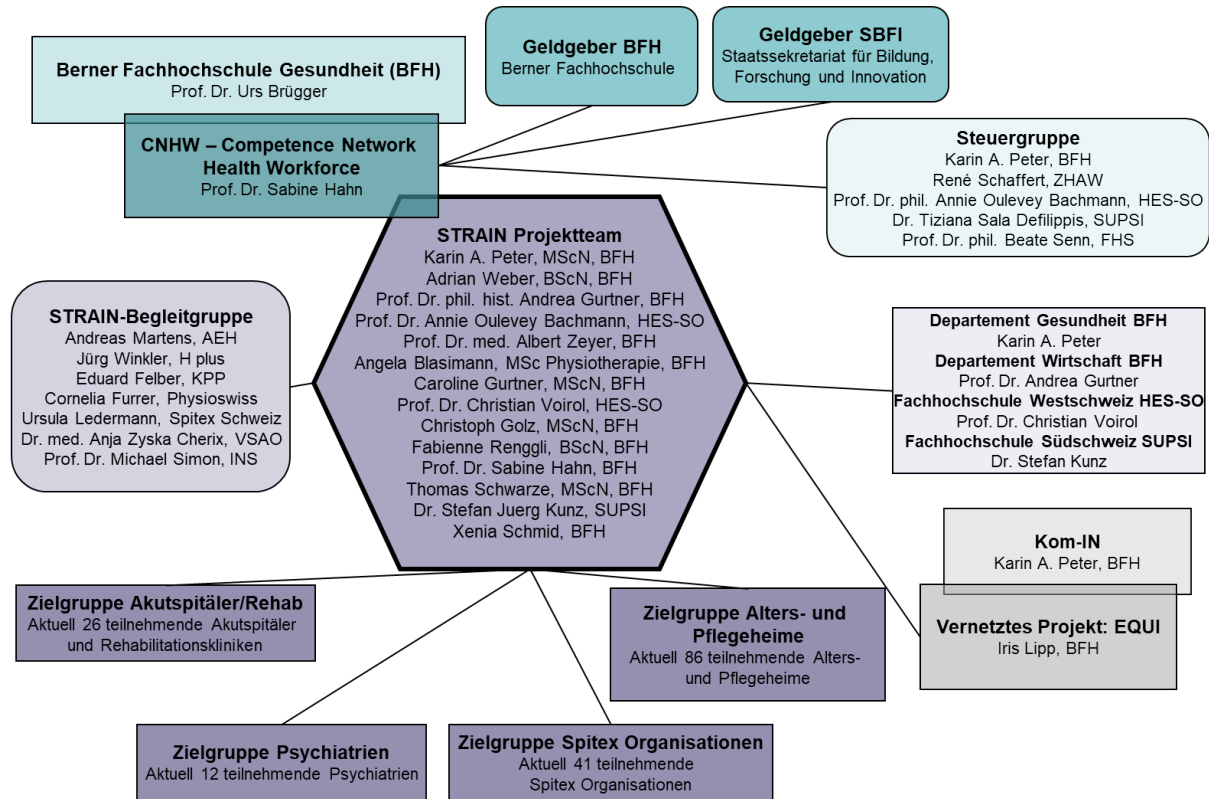 Geldgeber BFH
Berner Fachhochschule
Geldgeber SBFI
Staatssekretariat für Bildung,
Forschung und Innovation
Berner Fachhochschule Gesundheit (BFH)
Prof. Dr. Urs Brügger
CNHW – Competence Network
Health Workforce
Prof. Dr. Sabine Hahn
Steuergruppe
Karin A. Peter, BFH
René Schaffert, ZHAW
Prof. Dr. phil. Annie Oulevey Bachmann, HES-SO
Dr. Tiziana Sala Defilippis, SUPSI
Prof. Dr. phil. Beate Senn, FHS
STRAIN Projektteam
Karin A. Peter, MScN, BFH
Adrian Weber, BScN, BFH
Prof. Dr. phil. hist. Andrea Gurtner, BFH
Prof. Dr. Annie Oulevey Bachmann, HES-SO
Prof. Dr. med. Albert Zeyer, BFH
Angela Blasimann, MSc Physiotherapie, BFH
Caroline Gurtner, MScN, BFH
Prof. Dr. Christian Voirol, HES-SO
Christoph Golz, MScN, BFH
Fabienne Renggli, BScN, BFH
Prof. Dr. Sabine Hahn, BFH
Thomas Schwarze, MScN, BFH
Dr. Stefan Juerg Kunz, SUPSI
Xenia Schmid, BFH
STRAIN-Begleitgruppe
Andreas Martens, AEH
Jürg Winkler, H plus
Eduard Felber, KPP
Cornelia Furrer, Physioswiss
Ursula Ledermann, Spitex Schweiz
Dr. med. Anja Zyska Cherix, VSAO
Prof. Dr. Michael Simon, INS
Departement Gesundheit BFH
Karin A. Peter
Departement Wirtschaft BFH
Prof. Dr. Andrea Gurtner
Fachhochschule Westschweiz HES-SO
Prof. Dr. Christian Voirol
Fachhochschule Südschweiz SUPSI
Dr. Stefan Kunz
Kom-IN
Karin A. Peter, BFH
Vernetztes Projekt: EQUI
Iris Lipp, BFH
Zielgruppe Akutspitäler/Rehab
Aktuell 26 teilnehmende Akutspitäler
und Rehabilitationskliniken
Zielgruppe Alters- und
Pflegeheime
Aktuell 86 teilnehmende Alters-
und Pflegeheime
Zielgruppe Psychiatrien
Aktuell 12 teilnehmende Psychiatrien
Zielgruppe Spitex Organisationen
Aktuell 41 teilnehmende
Spitex Organisationen